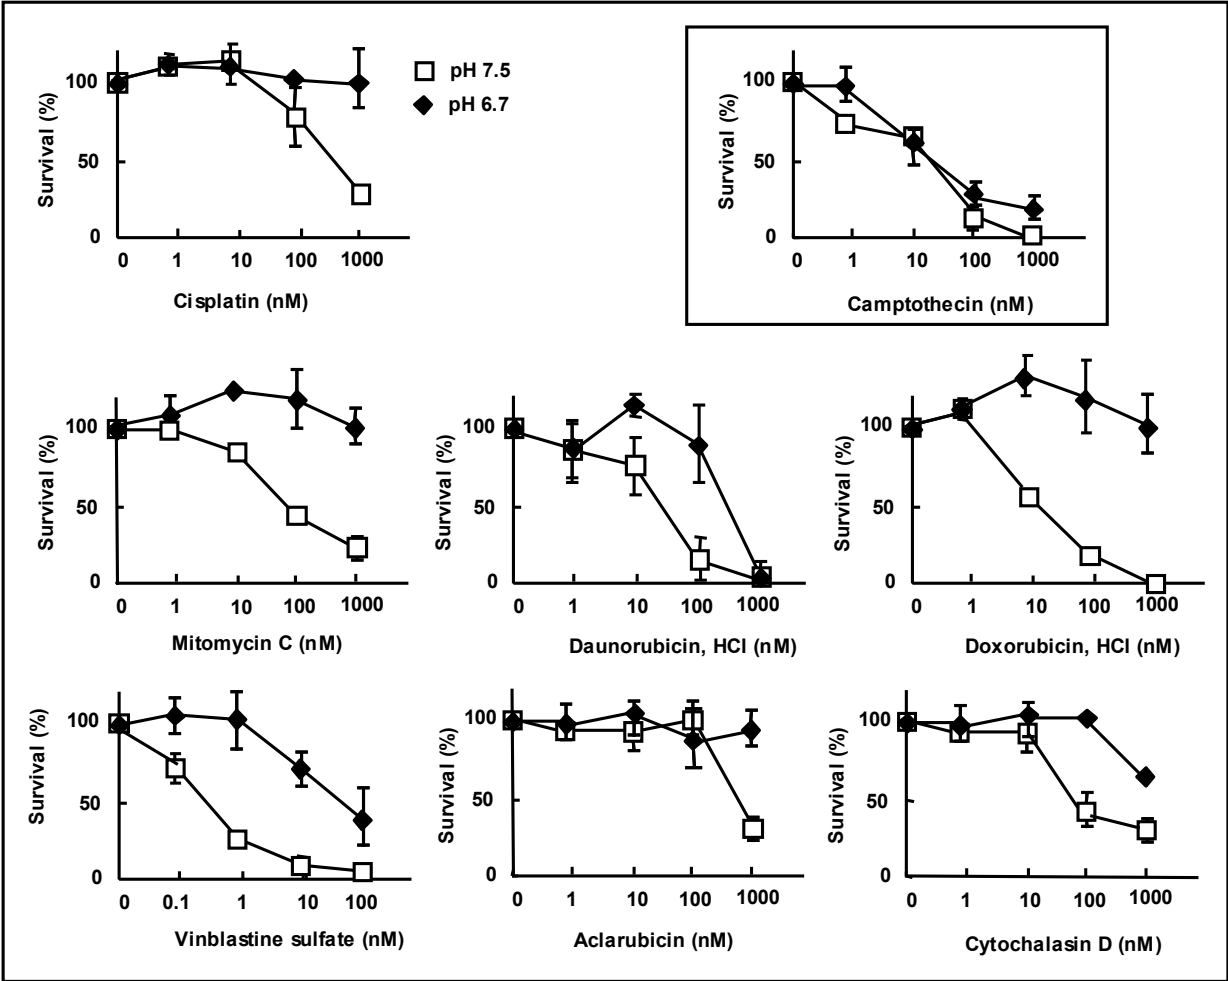 100
50
0
Survival (%)
0 1 10 100 1000
Cisplatin (nM)
pH 7.5
pH 6.7
100
50
0
Survival (%)
0 1 10 100 1000
Camptothecin (nM)
100
50
0
Survival (%)
0 1 10 100 1000
Mitomycin C (nM)
100
50
0
Survival (%)
0 1 10 100 1000
Daunorubicin, HCl (nM)
100
50
0
Survival (%)
0 1 10 100 1000
Doxorubicin, HCl (nM)
100
50
0
Survival (%)
0 0.1 1 10 100
Vinblastine sulfate (nM)
100
50
0
Survival (%)
0 1 10 100 1000
Aclarubicin (nM)
100
50
0
Survival (%)
0 1 10 100 1000
Cytochalasin D (nM)